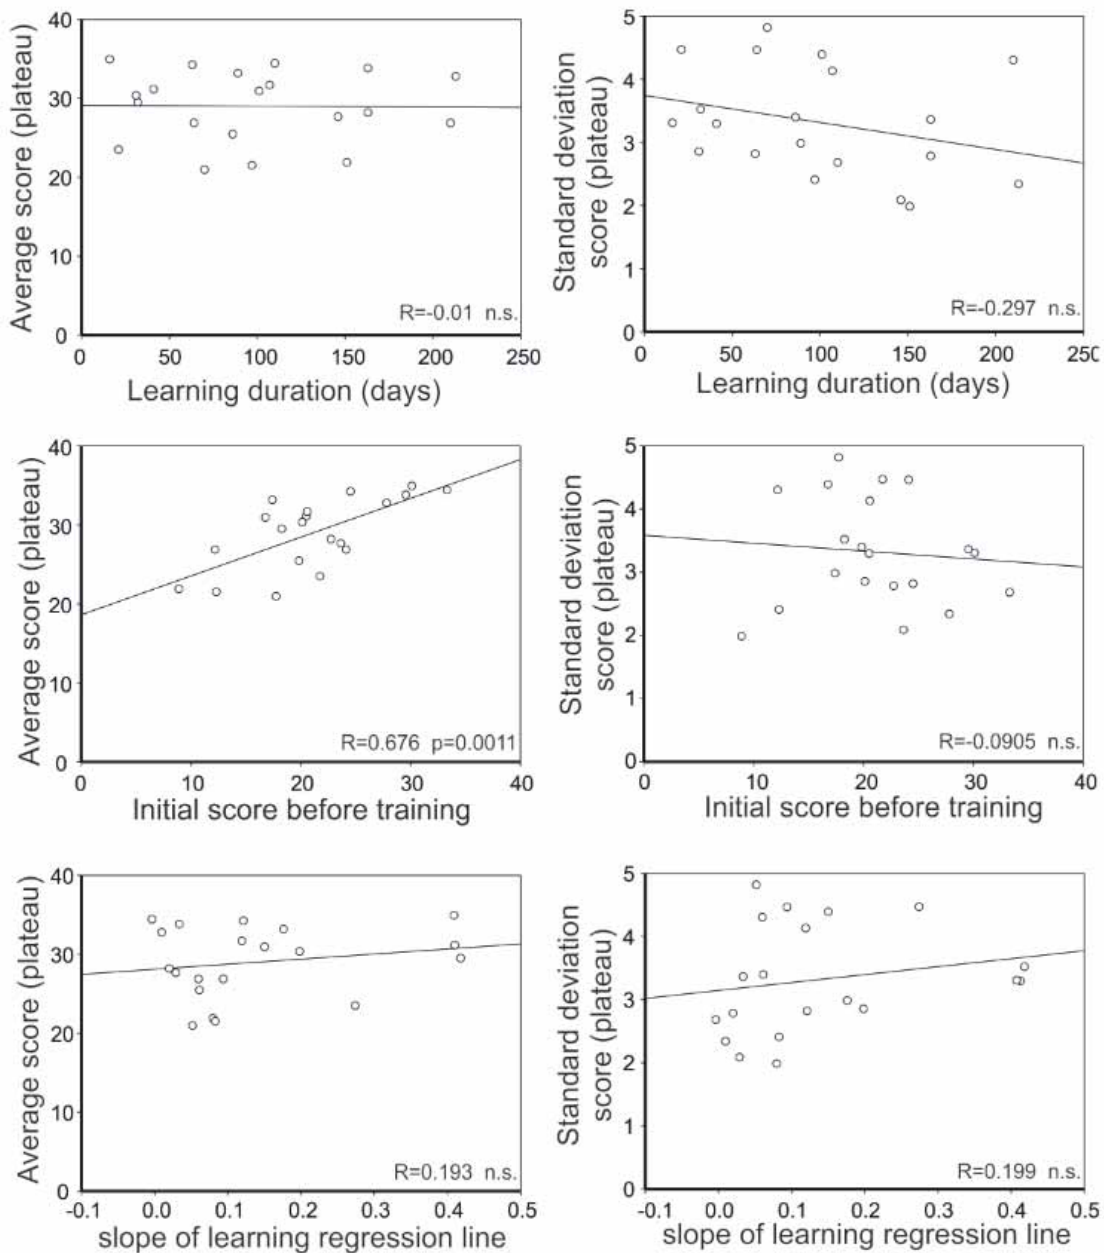 Average score (plateau)
40
30
20
10
0
R=-0.01 n.s.
0 50 100 150 200 250
Learning duration (days)
Standard deviation
score (plateau)
5
4
3
2
1
0
R=-0.297 n.s.
0 50 100 150 200 250
Learning duration (days)
Average score (plateau)
40
30
20
10
0
R=0.676 p=0.0011
0 10 20 30 40
Initial score before training
Standard deviation
score (plateau)
5
4
3
2
1
0
R=-0.0905 n.s.
0 10 20 30 40
Initial score before training
Average score (plateau)
40
30
20
10
0
R=0.193 n.s.
-0.1 0.0 0.1 0.2 0.3 0.4 0.5
slope of learning regression line
Standard deviation
score (plateau)
5
4
3
2
1
0
R=0.199 n.s.
-0.1 0.0 0.1 0.2 0.3 0.4 0.5
slope of learning regression line